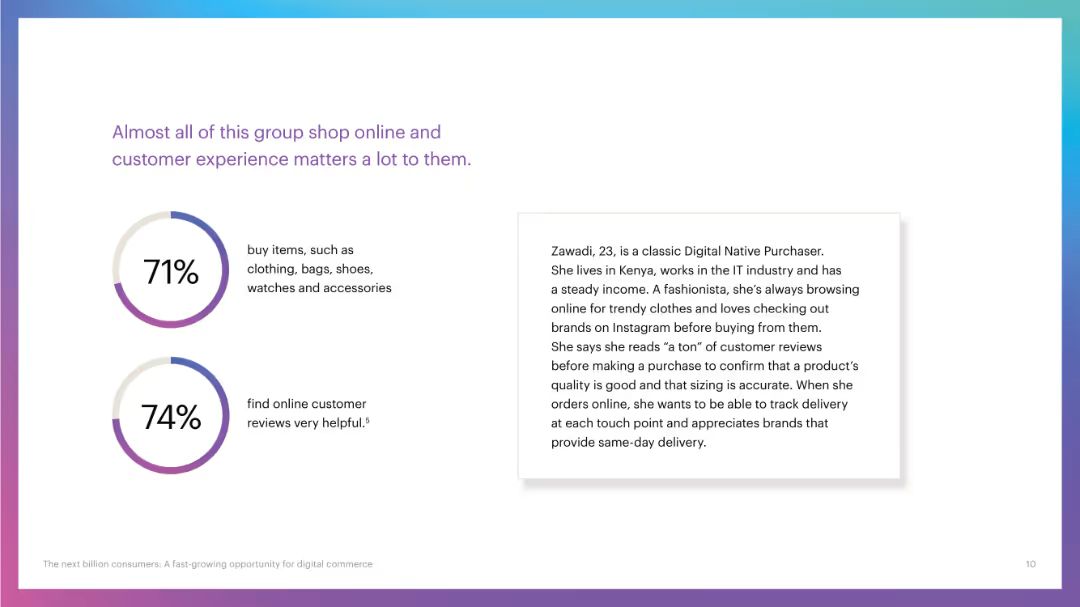 Almost all of this group shop online and
customer experience matters a lot to them.
71%
buy items, such as
clothing, bags, shoes,
watches and accessories
74%
find online customer
reviews very helpful.⁵
Zawadi, 23, is a classic Digital Native Purchaser.
She lives in Kenya, works in the IT industry and has
a steady income. A fashionista, she’s always browsing
online for trendy clothes and loves checking out
brands on Instagram before buying from them.
She says she reads “a ton” of customer reviews
before making a purchase to confirm that a product’s
quality is good and that sizing is accurate. When she
orders online, she wants to be able to track delivery
at each touch point and appreciates brands that
provide same-day delivery.
The next billion consumers: A fast-growing opportunity for digital commerce
10